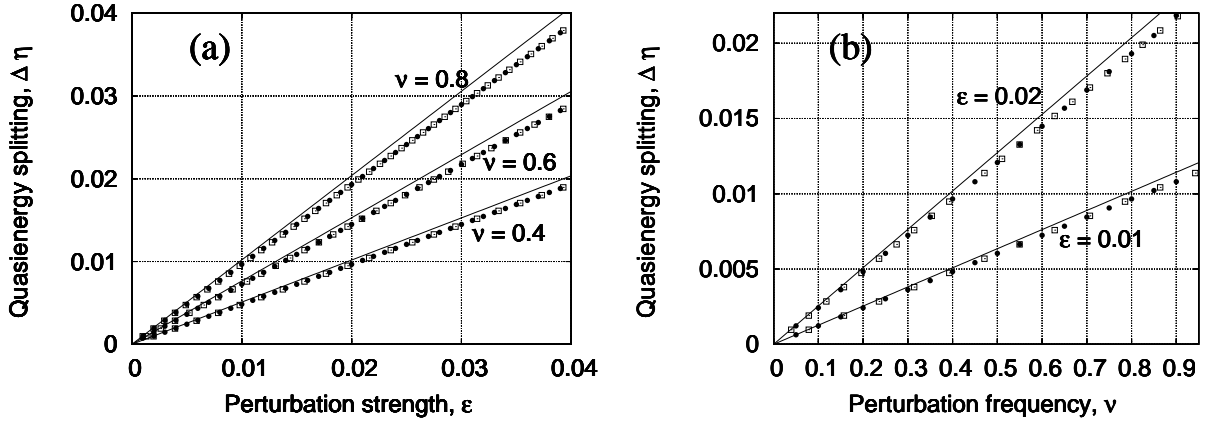 0.04
0.03
0.02
0.01
0
Quasienergy splitting, Δ η
(a)
ν = 0.8
ν = 0.6
ν = 0.4
0 0.01 0.02 0.03 0.04
Perturbation strength, ε
0.02
0.015
0.01
0.005
0
Quasienergy splitting, Δ η
(b)
ε = 0.02
ε = 0.01
0 0.1 0.2 0.3 0.4 0.5 0.6 0.7 0.8 0.9
Perturbation frequency, ν